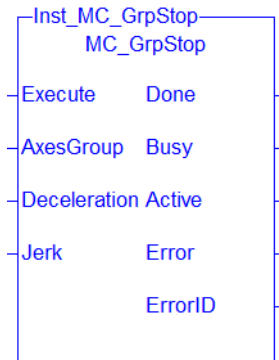 Inst_MC_GrpStop
MC_GrpStop
Execute Done
AxesGroup Busy
Deceleration Active
Jerk Error
ErrorID